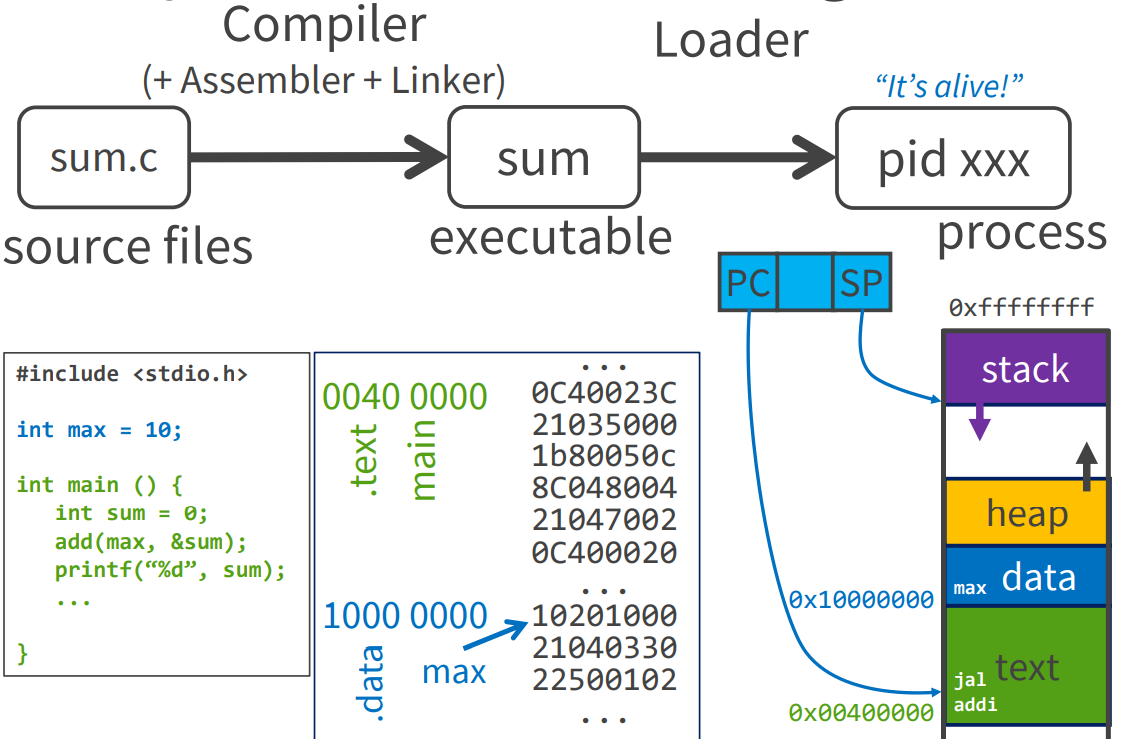 Compiler
(+ Assembler + Linker)
Loader
“It’s alive!”
sum.c
sum
pid xxx
source files
executable
process
PC
SP
0xffffffff
#include <stdio.h>
int max = 10;
int main () {
int sum = 0;
add(max, &sum);
printf(“%d”, sum);
...
}
0040 0000
.text
main
1000 0000
.data
max
...
0C40023C
21035000
1b80050c
8C048004
21047002
0C400020
...
10201000
21040330
22500102
...
stack
heap
max data
0x10000000
text
jal
addi
0x00400000